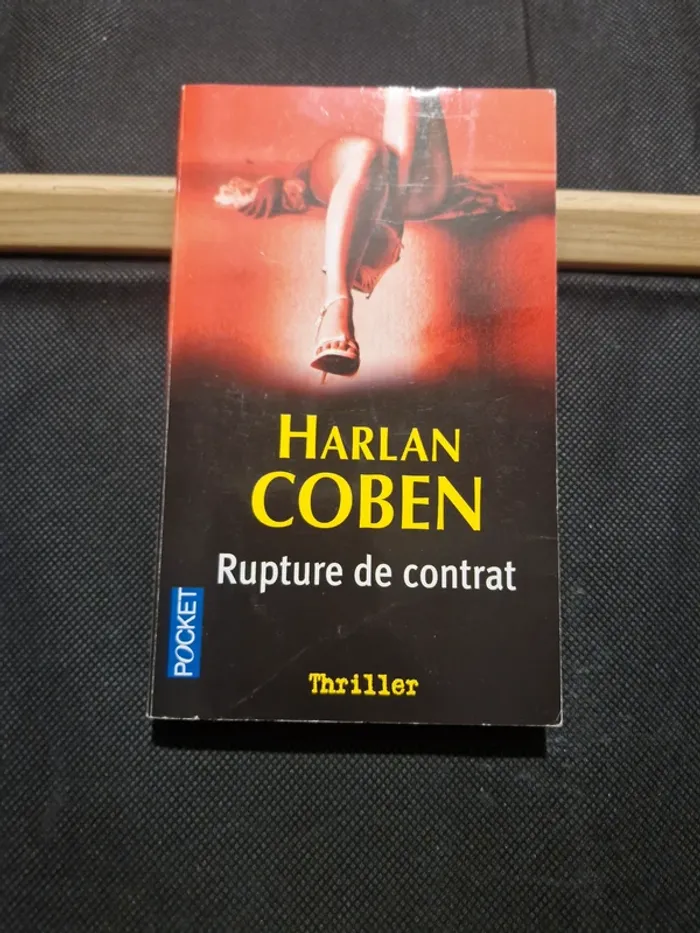 HARLAN
COBEN
Rupture de contrat
POCKET
Thriller